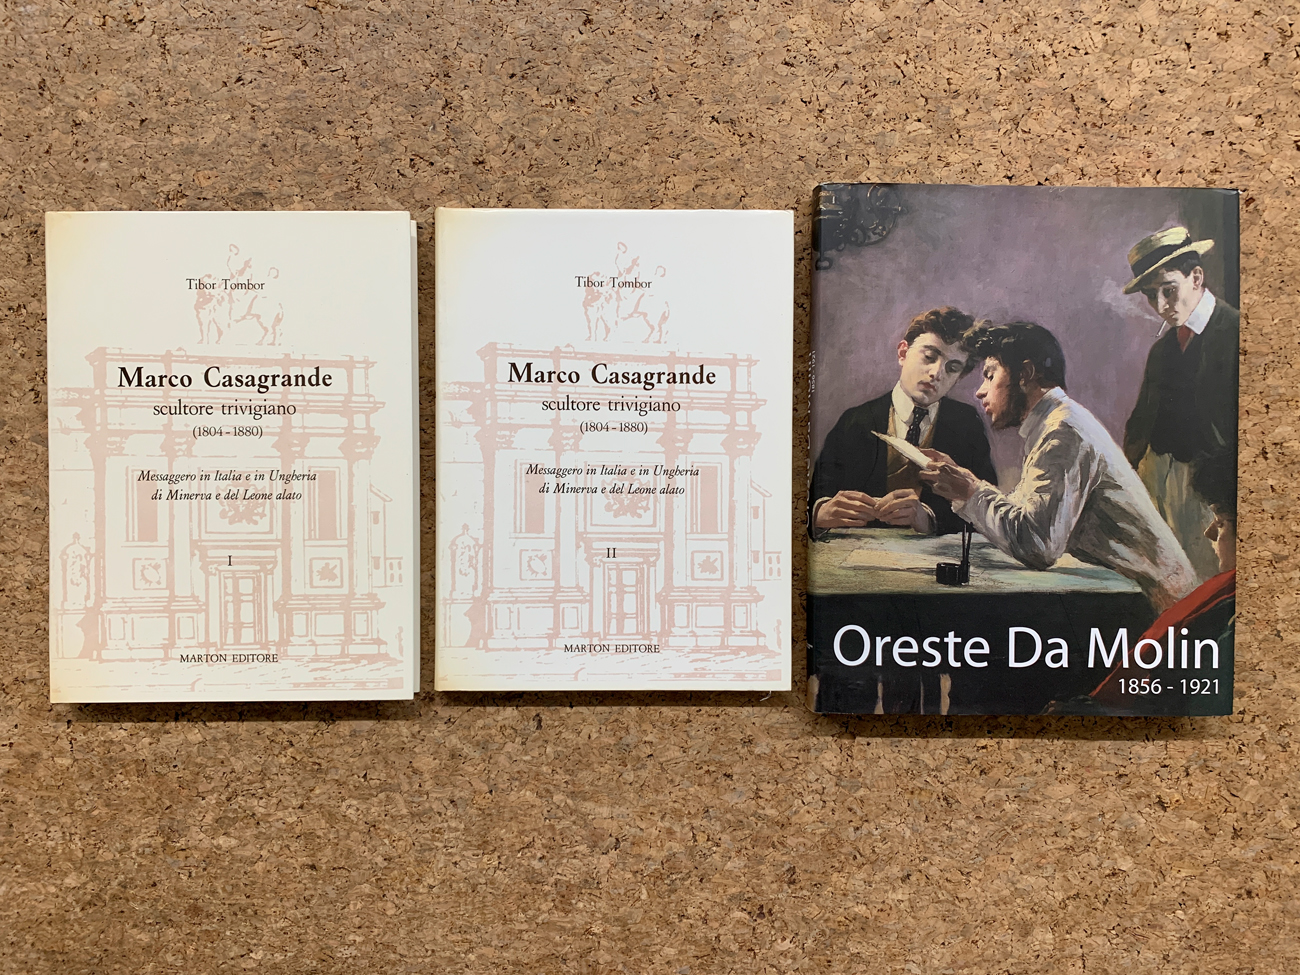 Tibor Tombor
Marco Casagrande
scultore trivigiano
(1804 - 1880)
Messaggero in Italia e in Ungheria
di Minerva e del Leone alato
I
MARTON EDITORE
Tibor Tombor
Marco Casagrande
scultore trivigiano
(1804 - 1880)
Messaggero in Italia e in Ungheria
di Minerva e del Leone alato
II
MARTON EDITORE
Oreste Da Molin
1856 - 1921